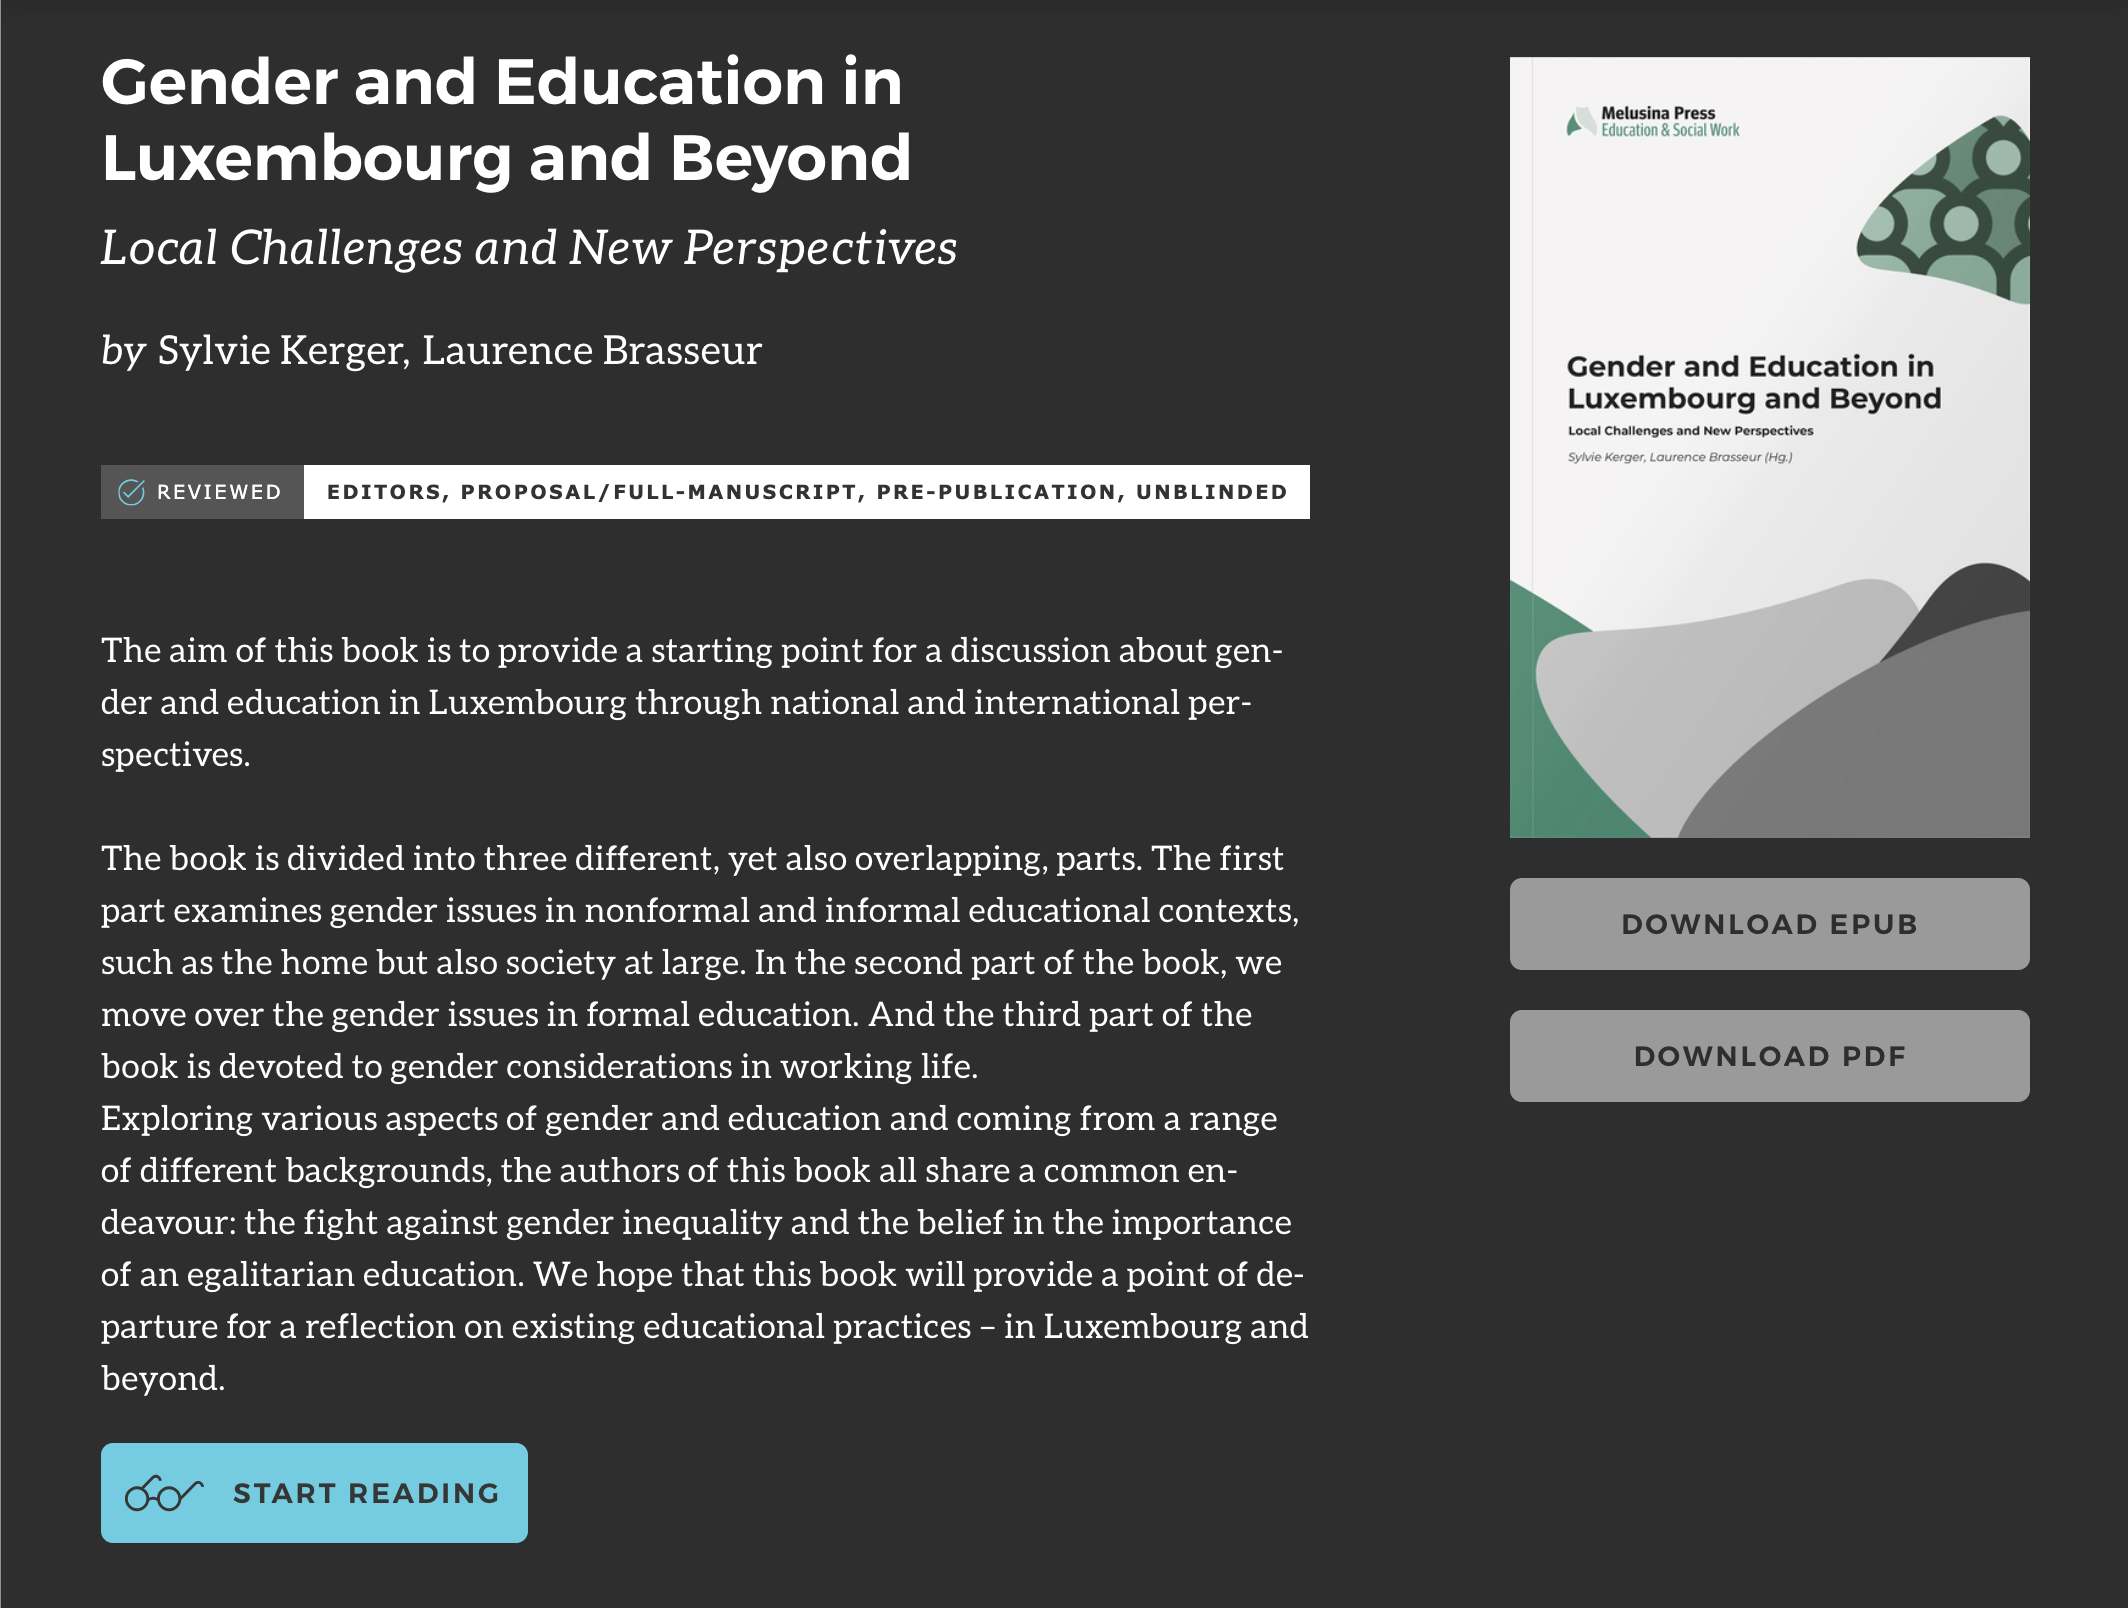 Gender and Education in
Luxembourg and Beyond
Local Challenges and New Perspectives
by Sylvie Kerger, Laurence Brasseur
REVIEWED
EDITORS, PROPOSAL/FULL-MANUSCRIPT, PRE-PUBLICATION, UNBLINDED
The aim of this book is to provide a starting point for a discussion about gen-
der and education in Luxembourg through national and international per-
spectives.
The book is divided into three different, yet also overlapping, parts. The first
part examines gender issues in nonformal and informal educational contexts,
such as the home but also society at large. In the second part of the book, we
move over the gender issues in formal education. And the third part of the
book is devoted to gender considerations in working life.
Exploring various aspects of gender and education and coming from a range
of different backgrounds, the authors of this book all share a common en-
deavour: the fight against gender inequality and the belief in the importance
of an egalitarian education. We hope that this book will provide a point of de-
parture for a reflection on existing educational practices – in Luxembourg and
beyond.
START READING
Melusina Press
Education & Social Work
Gender and Education in
Luxembourg and Beyond
Local Challenges and New Perspectives
Sylvie Kerger, Laurence Brasseur (Hg.)
DOWNLOAD EPUB
DOWNLOAD PDF